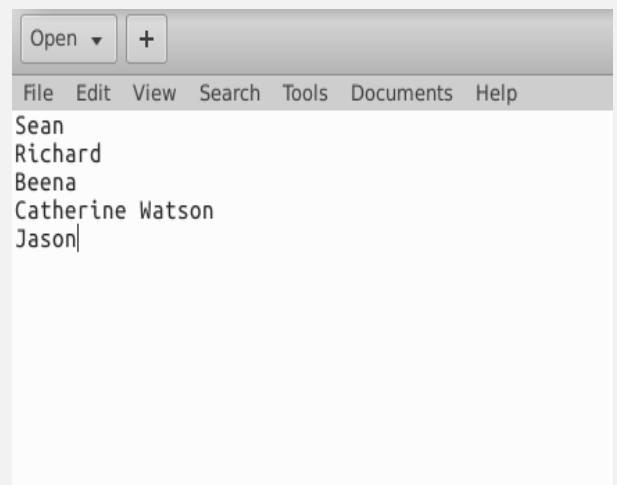 Open +
File Edit View Search Tools Documents Help
Sean
Richard
Beena
Catherine Watson
Jason